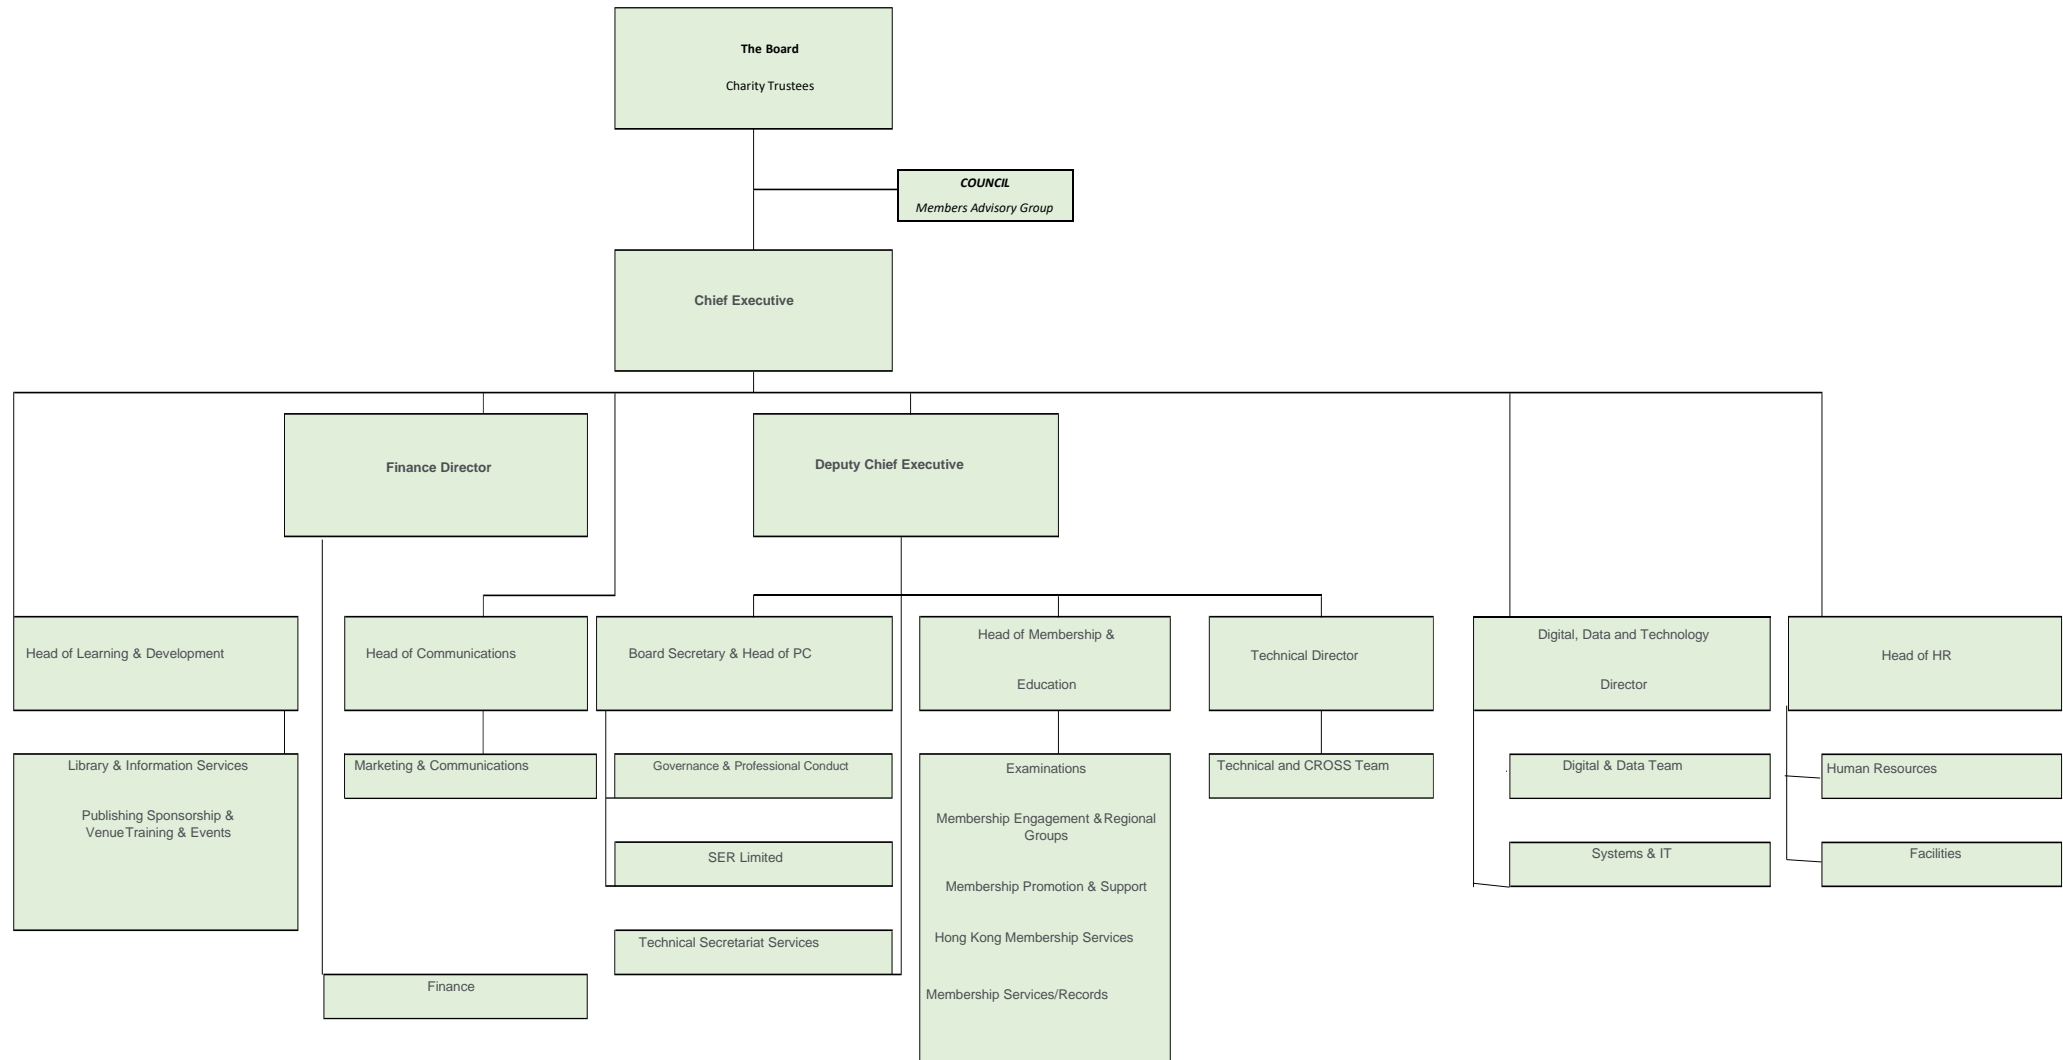 The Board
Charity Trustees
COUNCIL
Members Advisory Group
Chief Executive
Finance Director
Deputy Chief Executive
Head of Learning & Development
Head of Communications
Board Secretary & Head of PC
Head of Membership &
Education
Technical Director
Digital, Data and Technology
Director
Head of HR
Library & Information Services
Publishing Sponsorship &
Venue Training & Events
Marketing & Communications
Governance & Professional Conduct
SER Limited
Technical Secretariat Services
Finance
Examinations
Membership Engagement & Regional
Groups
Membership Promotion & Support
Hong Kong Membership Services
Membership Services/Records
Technical and CROSS Team
Digital & Data Team
Systems & IT
Human Resources
Facilities